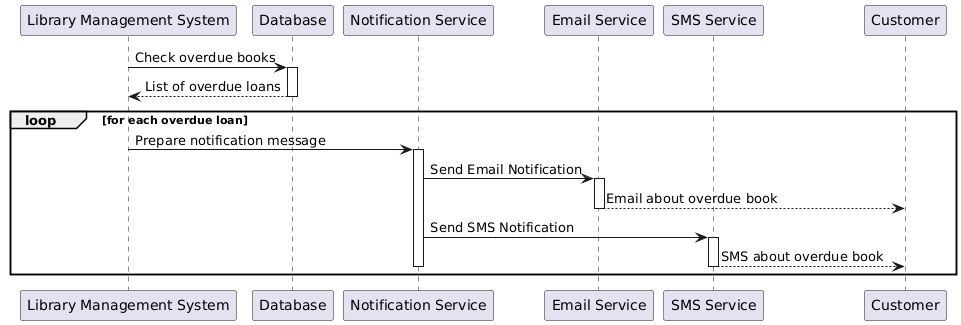 Library Management System
Database
Notification Service
Email Service
SMS Service
Customer
Check overdue books
List of overdue loans
loop
[for each overdue loan]
Prepare notification message
Send Email Notification
Email about overdue book
Send SMS Notification
SMS about overdue book
Library Management System
Database
Notification Service
Email Service
SMS Service
Customer